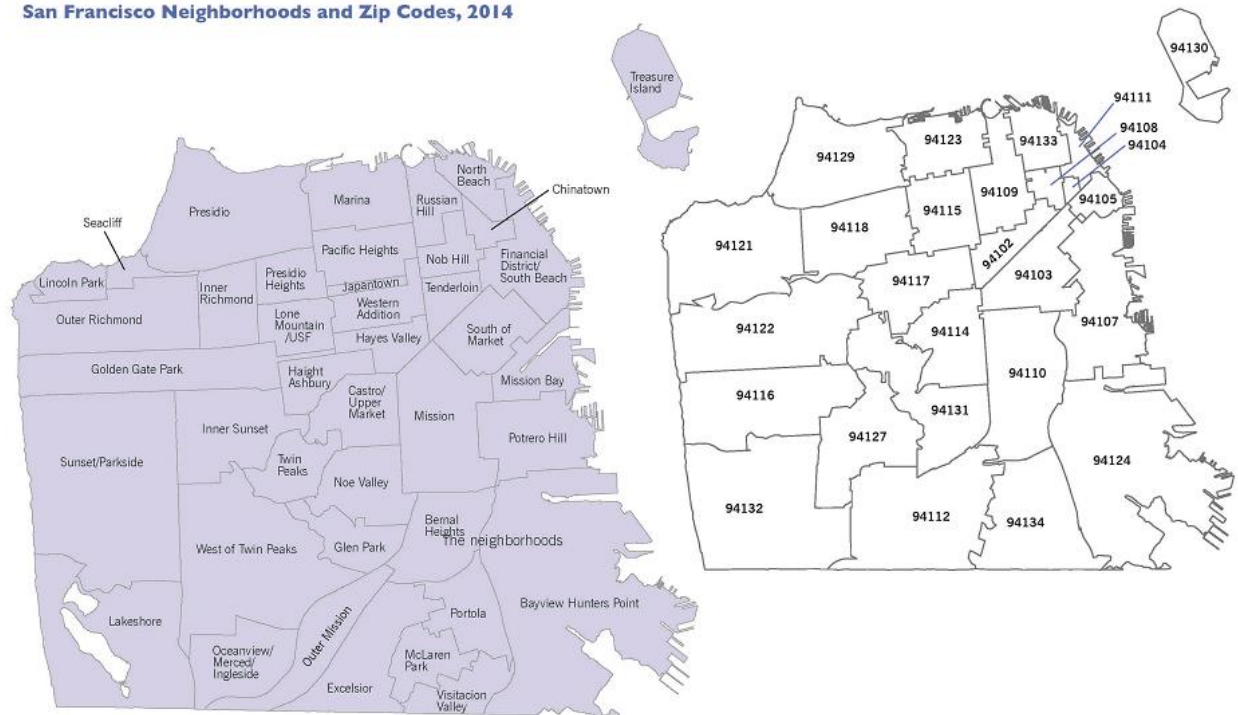 San Francisco Neighborhoods and Zip Codes, 2014
Treasure
Island
North
Beach
Chinatown
Seacliff
Presidio
Marina
Russian
Hill
Pacific Heights
Nob Hill
Financial
District/
South Beach
Lincoln Park
Inner
Richmond
Presidio
Heights
Japantown
Tenderloin
Outer Richmond
Lone
Mountain
/USF
Western
Addition
Hayes Valley
South of
Market
Golden Gate Park
Haight
Ashbury
Mission Bay
Castro/
Upper
Market
Mission
Inner Sunset
Potrero Hill
Sunset/Parkside
Twin
Peaks
Noe Valley
Bernal
Heights
The neighborhoods
West of Twin Peaks
Glen Park
Lakeshore
Outer Mission
Portola
Bayview Hunters Point
Oceanview/
Merced/
Ingleside
McLaren
Park
Excelsior
Visitacion
Valley
94130
94111
94108
94104
94129
94123
94133
94109
94105
94115
94118
94121
94102
94103
94117
94107
94122
94114
94110
94116
94131
94127
94124
94132
94112
94134